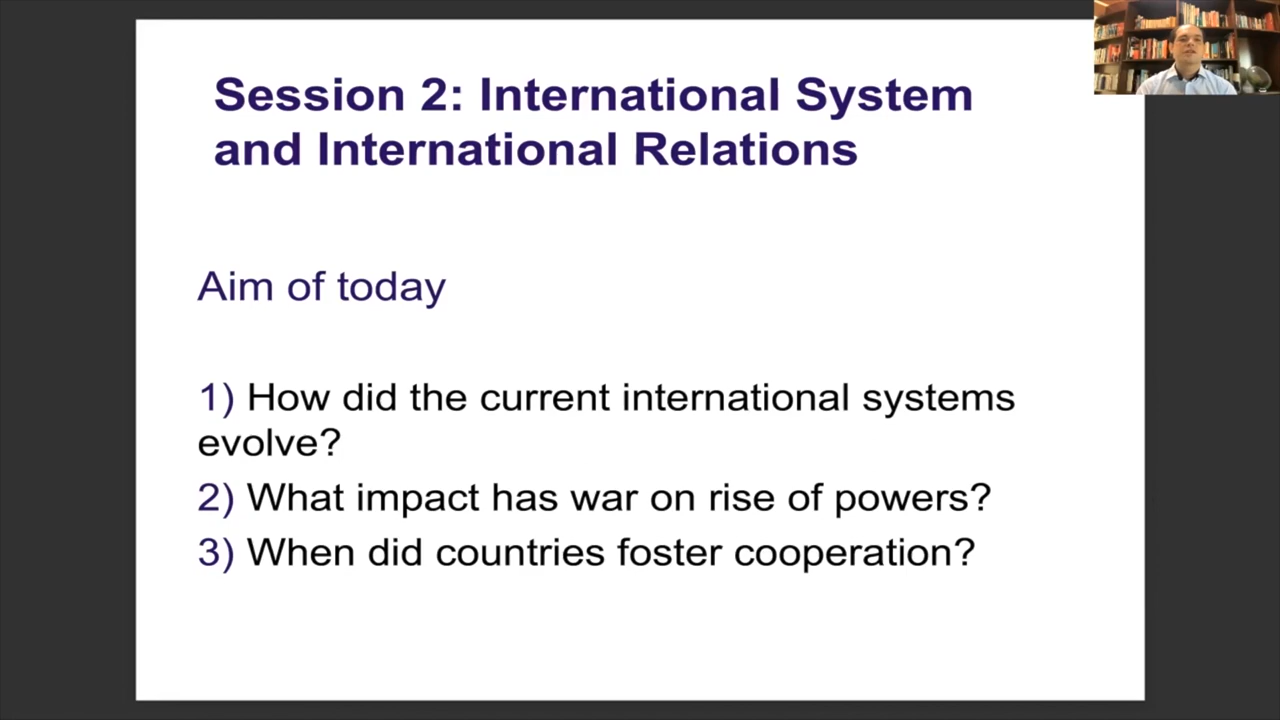 Session 2: International System
and International Relations
Aim of today
1) How did the current international systems
evolve?
2) What impact has war on rise of powers?
3) When did countries foster cooperation?